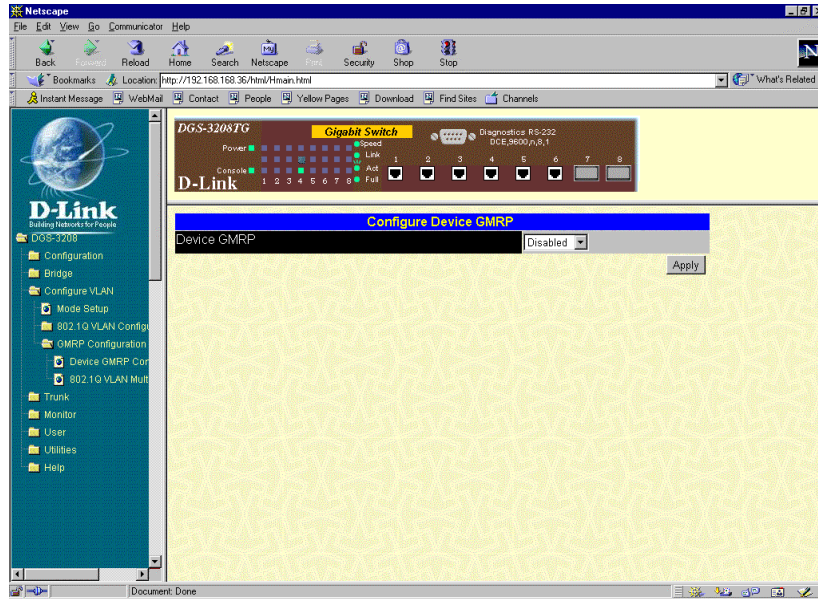 Netscape
File Edit View Go Communicator Help
Back Forward Reload Home Search Netscape Print Security Shop Stop
N
Bookmarks Location: http://192.168.168.36/html/Hmain.html What's Related
Instant Message WebMail Contact People Yellow Pages Download Find Sites Channels
DGS-3208TG
Gigabit Switch
Power
Console
Speed
Link
Act
Full
1 2 3 4 5 6 7 8
D-Link
Diagnostics RS-232
DCE,9600,n,8,1
1 2 3 4 5 6 7 8
D-Link
Building Networks for People
DGS-3208
Configuration
Bridge
Configure VLAN
Mode Setup
802.1Q VLAN Configu
GMRP Configuration
Device GMRP Con
802.1Q VLAN Mult
Trunk
Monitor
User
Utilities
Help
Configure Device GMRP
Device GMRP
Disabled
Apply
Document: Done